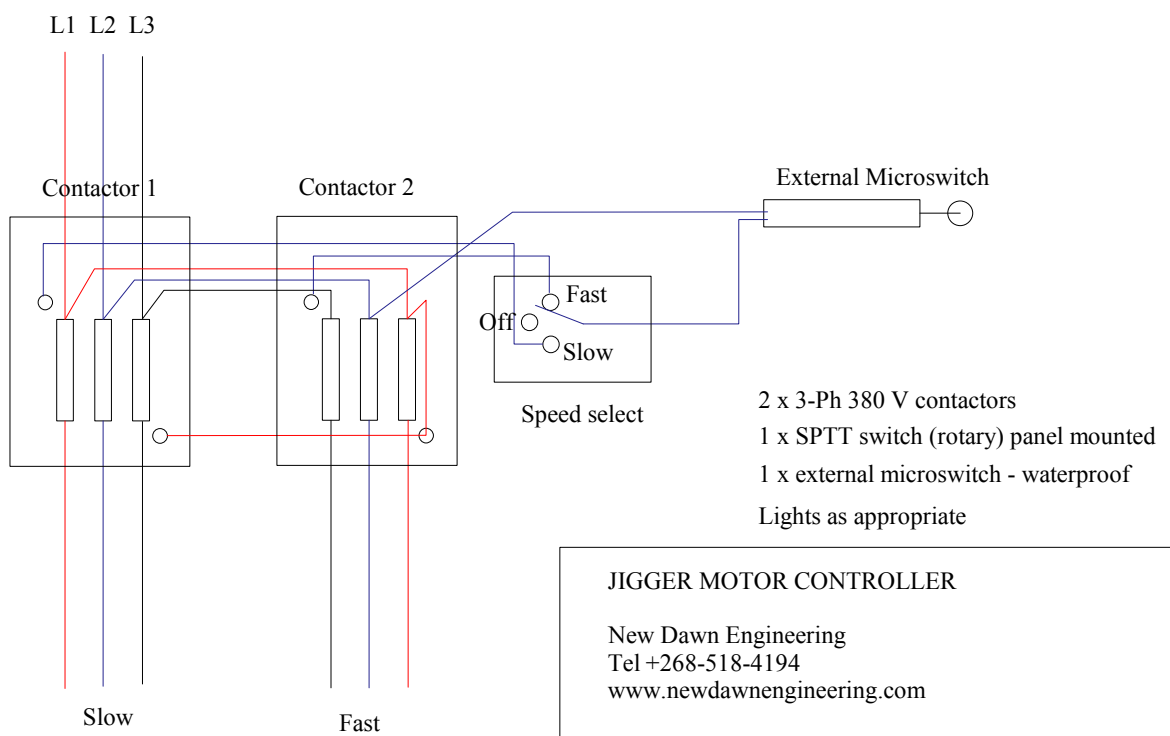 L1 L2 L3
Contactor 1
Contactor 2
External Microswitch
Fast
Off
Slow
Speed select
2 x 3-Ph 380 V contactors
1 x SPTT switch (rotary) panel mounted
1 x external microswitch - waterproof
Lights as appropriate
JIGGER MOTOR CONTROLLER
New Dawn Engineering
Tel +268-518-4194
www.newdawnengineering.com
Slow
Fast